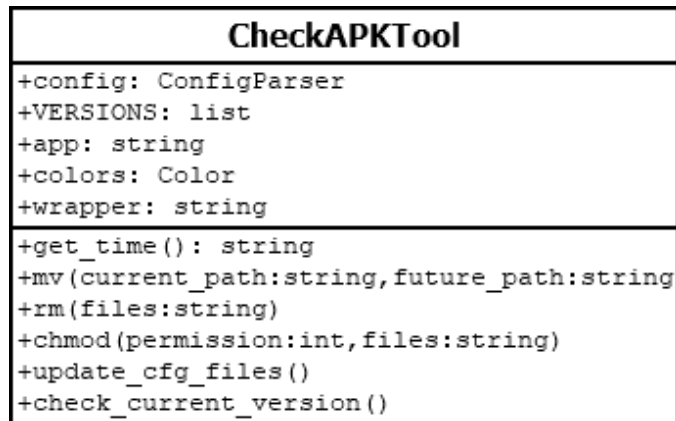 CheckAPKTool
+config: ConfigParser
+VERSIONS: list
+app: string
+colors: Color
+wrapper: string
+get_time(): string
+mv(current_path:string,future_path:string
+rm(files:string)
+chmod(permission:int,files:string)
+update_cfg_files()
+check_current_version()